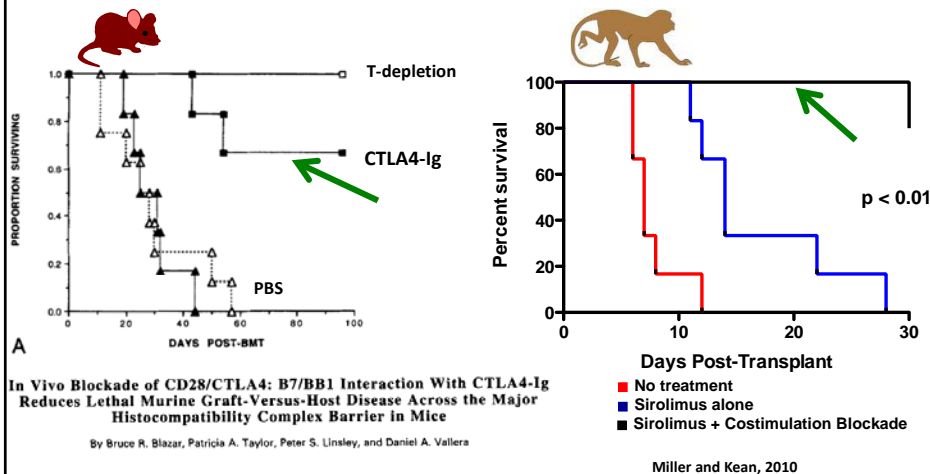 T-depletion
CTLA4-Ig
PBS
PROPORTION SURVIVING
1.0
0.8
0.6
0.4
0.2
0.0
0 20 40 60 80 100
DAYS POST-BMT
A
In Vivo Blockade of CD28/CTLA4: B7/BB1 Interaction With CTLA4-Ig
Reduces Lethal Murine Graft-Versus-Host Disease Across the Major
Histocompatibility Complex Barrier in Mice
By Bruce R. Blazar, Patricia A. Taylor, Peter S. Linsley, and Daniel A. Vallera
Percent survival
100
80
60
40
20
0
0 10 20 30
p < 0.01
Days Post-Transplant
No treatment
Sirolimus alone
Sirolimus + Costimulation Blockade
Miller and Kean, 2010